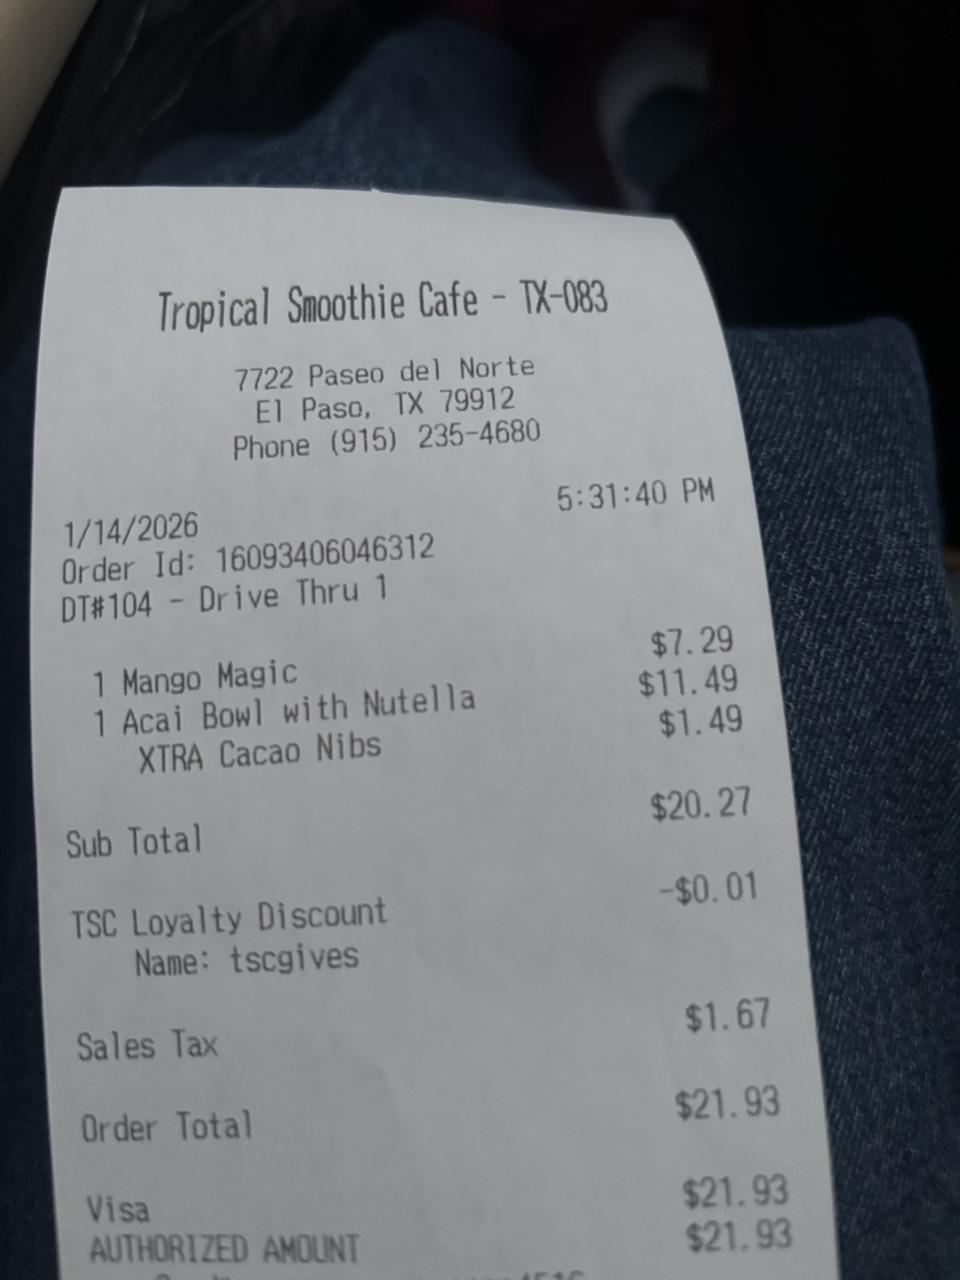 Tropical Smoothie Cafe - TX-083
7722 Paseo del Norte
El Paso, TX 79912
Phone (915) 235-4680
1/14/2026 5:31:40 PM
Order Id: 16093406046312
DT#104 - Drive Thru 1
1 Mango Magic $7.29
1 Acai Bowl with Nutella $11.49
XTRA Cacao Nibs $1.49
Sub Total $20.27
TSC Loyalty Discount -$0.01
Name: tscgives
Sales Tax $1.67
Order Total $21.93
Visa $21.93
AUTHORIZED AMOUNT $21.93